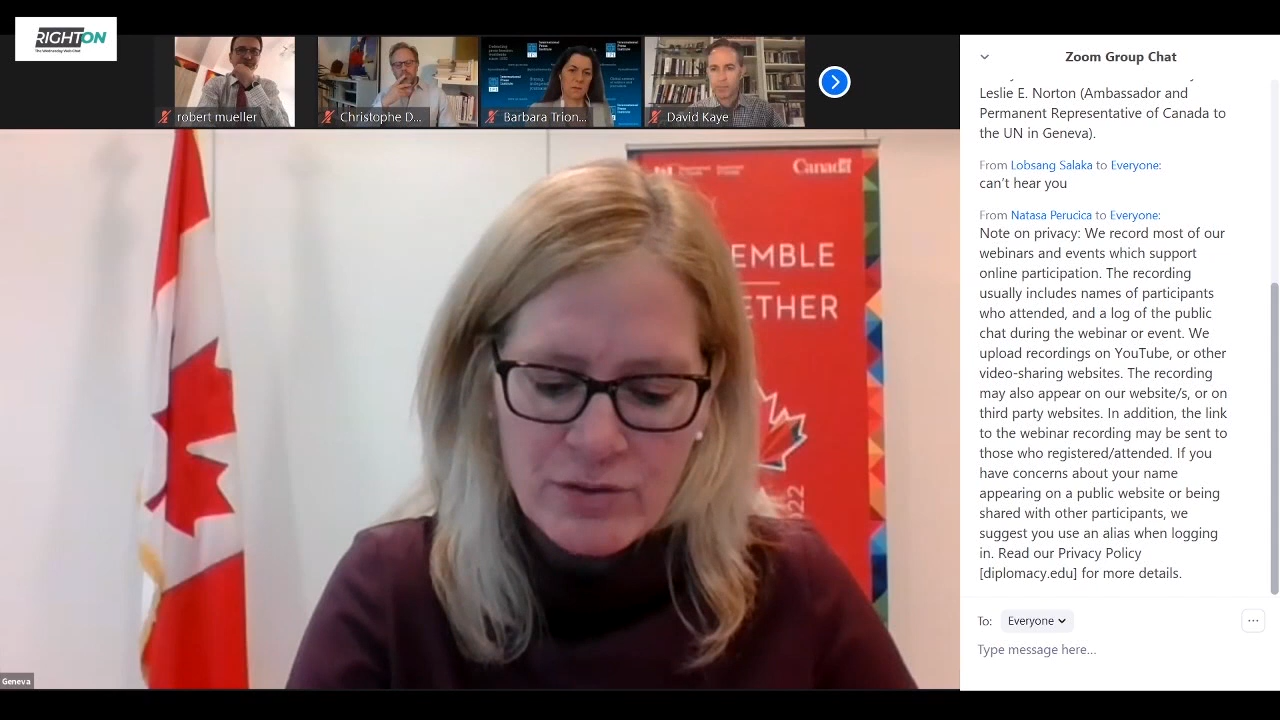 RIGHTON
The Wednesday Web Chat
robert mueller
Christophe D...
Barbara Trion...
David Kaye
International
Press
Institute
Canada
EMBLE
ETHER
022
Geneva
Zoom Group Chat
Leslie E. Norton (Ambassador and
Permanent Representative of Canada to
the UN in Geneva).
From Lobsang Salaka to Everyone:
can't hear you
From Natasa Perucica to Everyone:
Note on privacy: We record most of our
webinars and events which support
online participation. The recording
usually includes names of participants
who attended, and a log of the public
chat during the webinar or event. We
upload recordings on YouTube, or other
video-sharing websites. The recording
may also appear on our website/s, or on
third party websites. In addition, the link
to the webinar recording may be sent to
those who registered/attended. If you
have concerns about your name
appearing on a public website or being
shared with other participants, we
suggest you use an alias when logging
in. Read our Privacy Policy
[diplomacy.edu] for more details.
To: Everyone
Type message here...